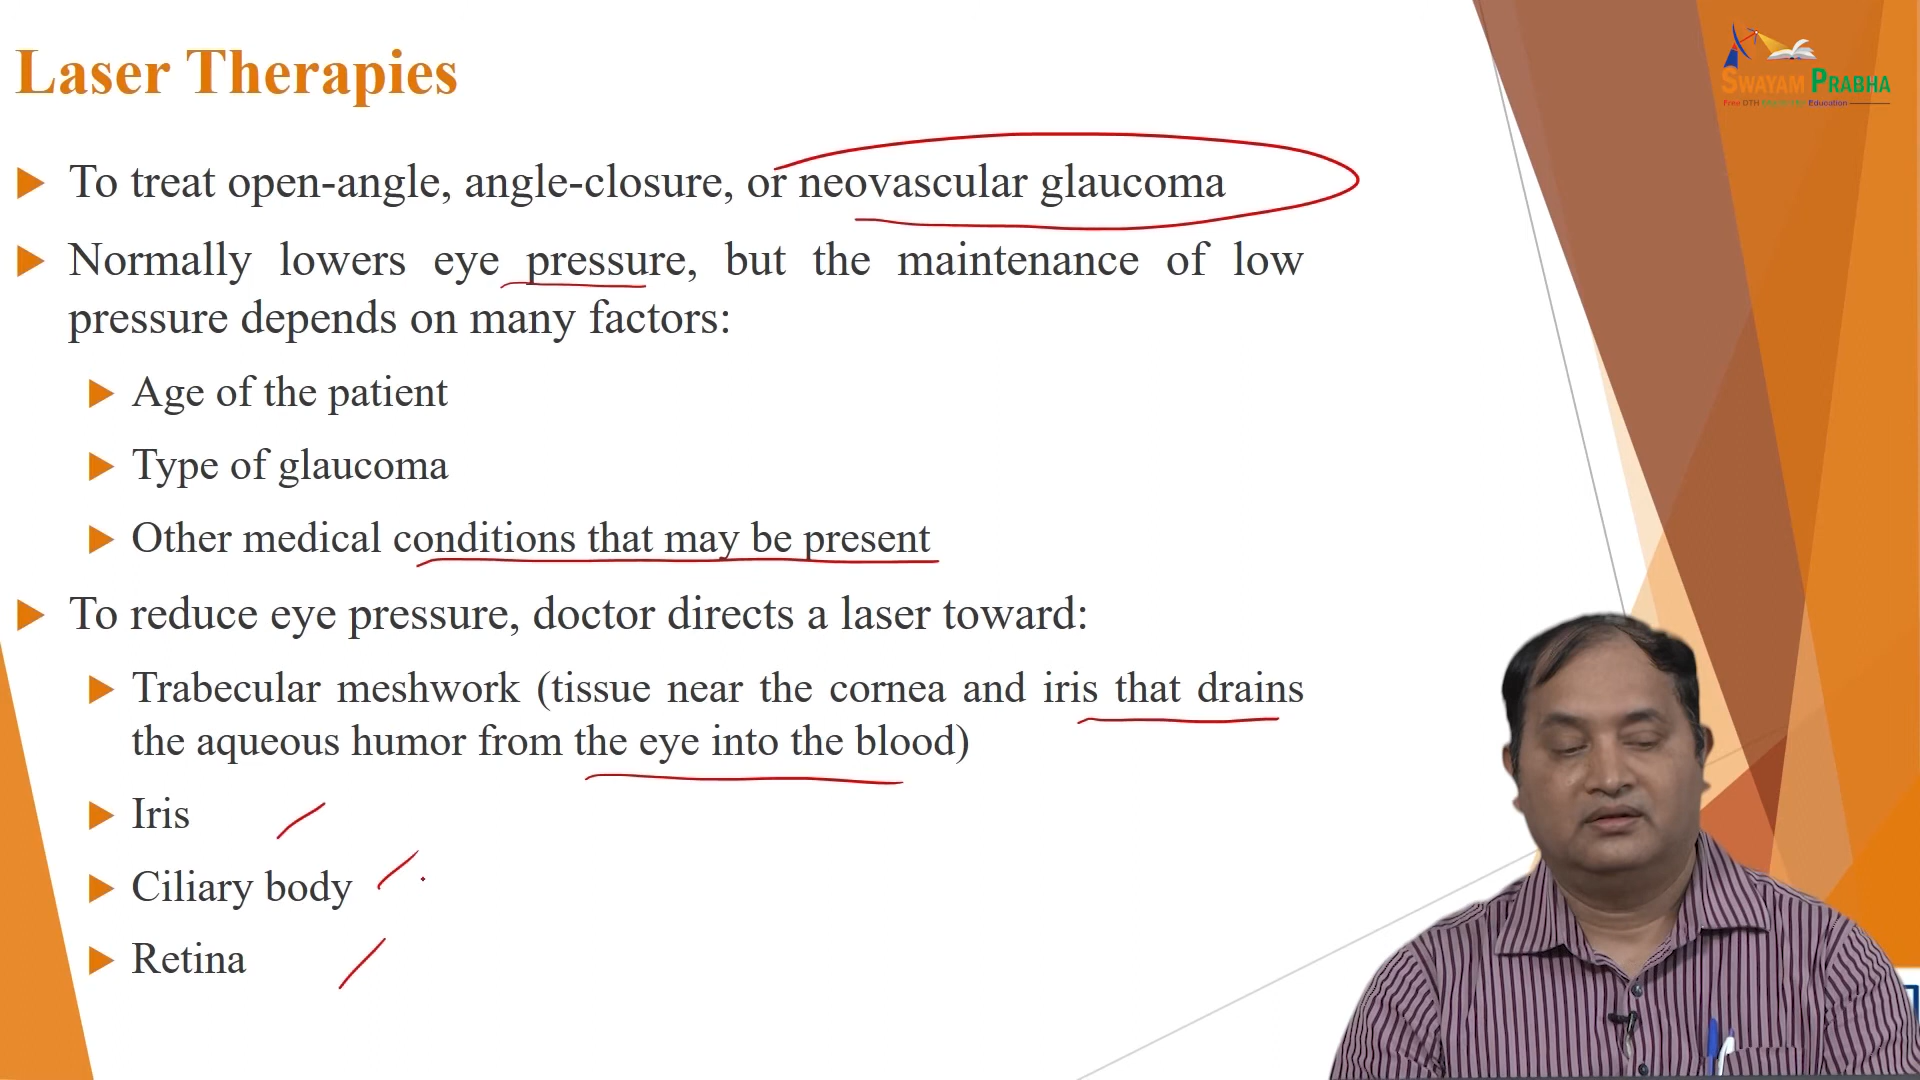 Laser Therapies
SWAYAM PRABHA
To treat open-angle, angle-closure, or neovascular glaucoma
Normally lowers eye pressure, but the maintenance of low
pressure depends on many factors:
Age of the patient
Type of glaucoma
Other medical conditions that may be present
To reduce eye pressure, doctor directs a laser toward:
Trabecular meshwork (tissue near the cornea and iris that drains
the aqueous humor from the eye into the blood)
Iris
Ciliary body
Retina